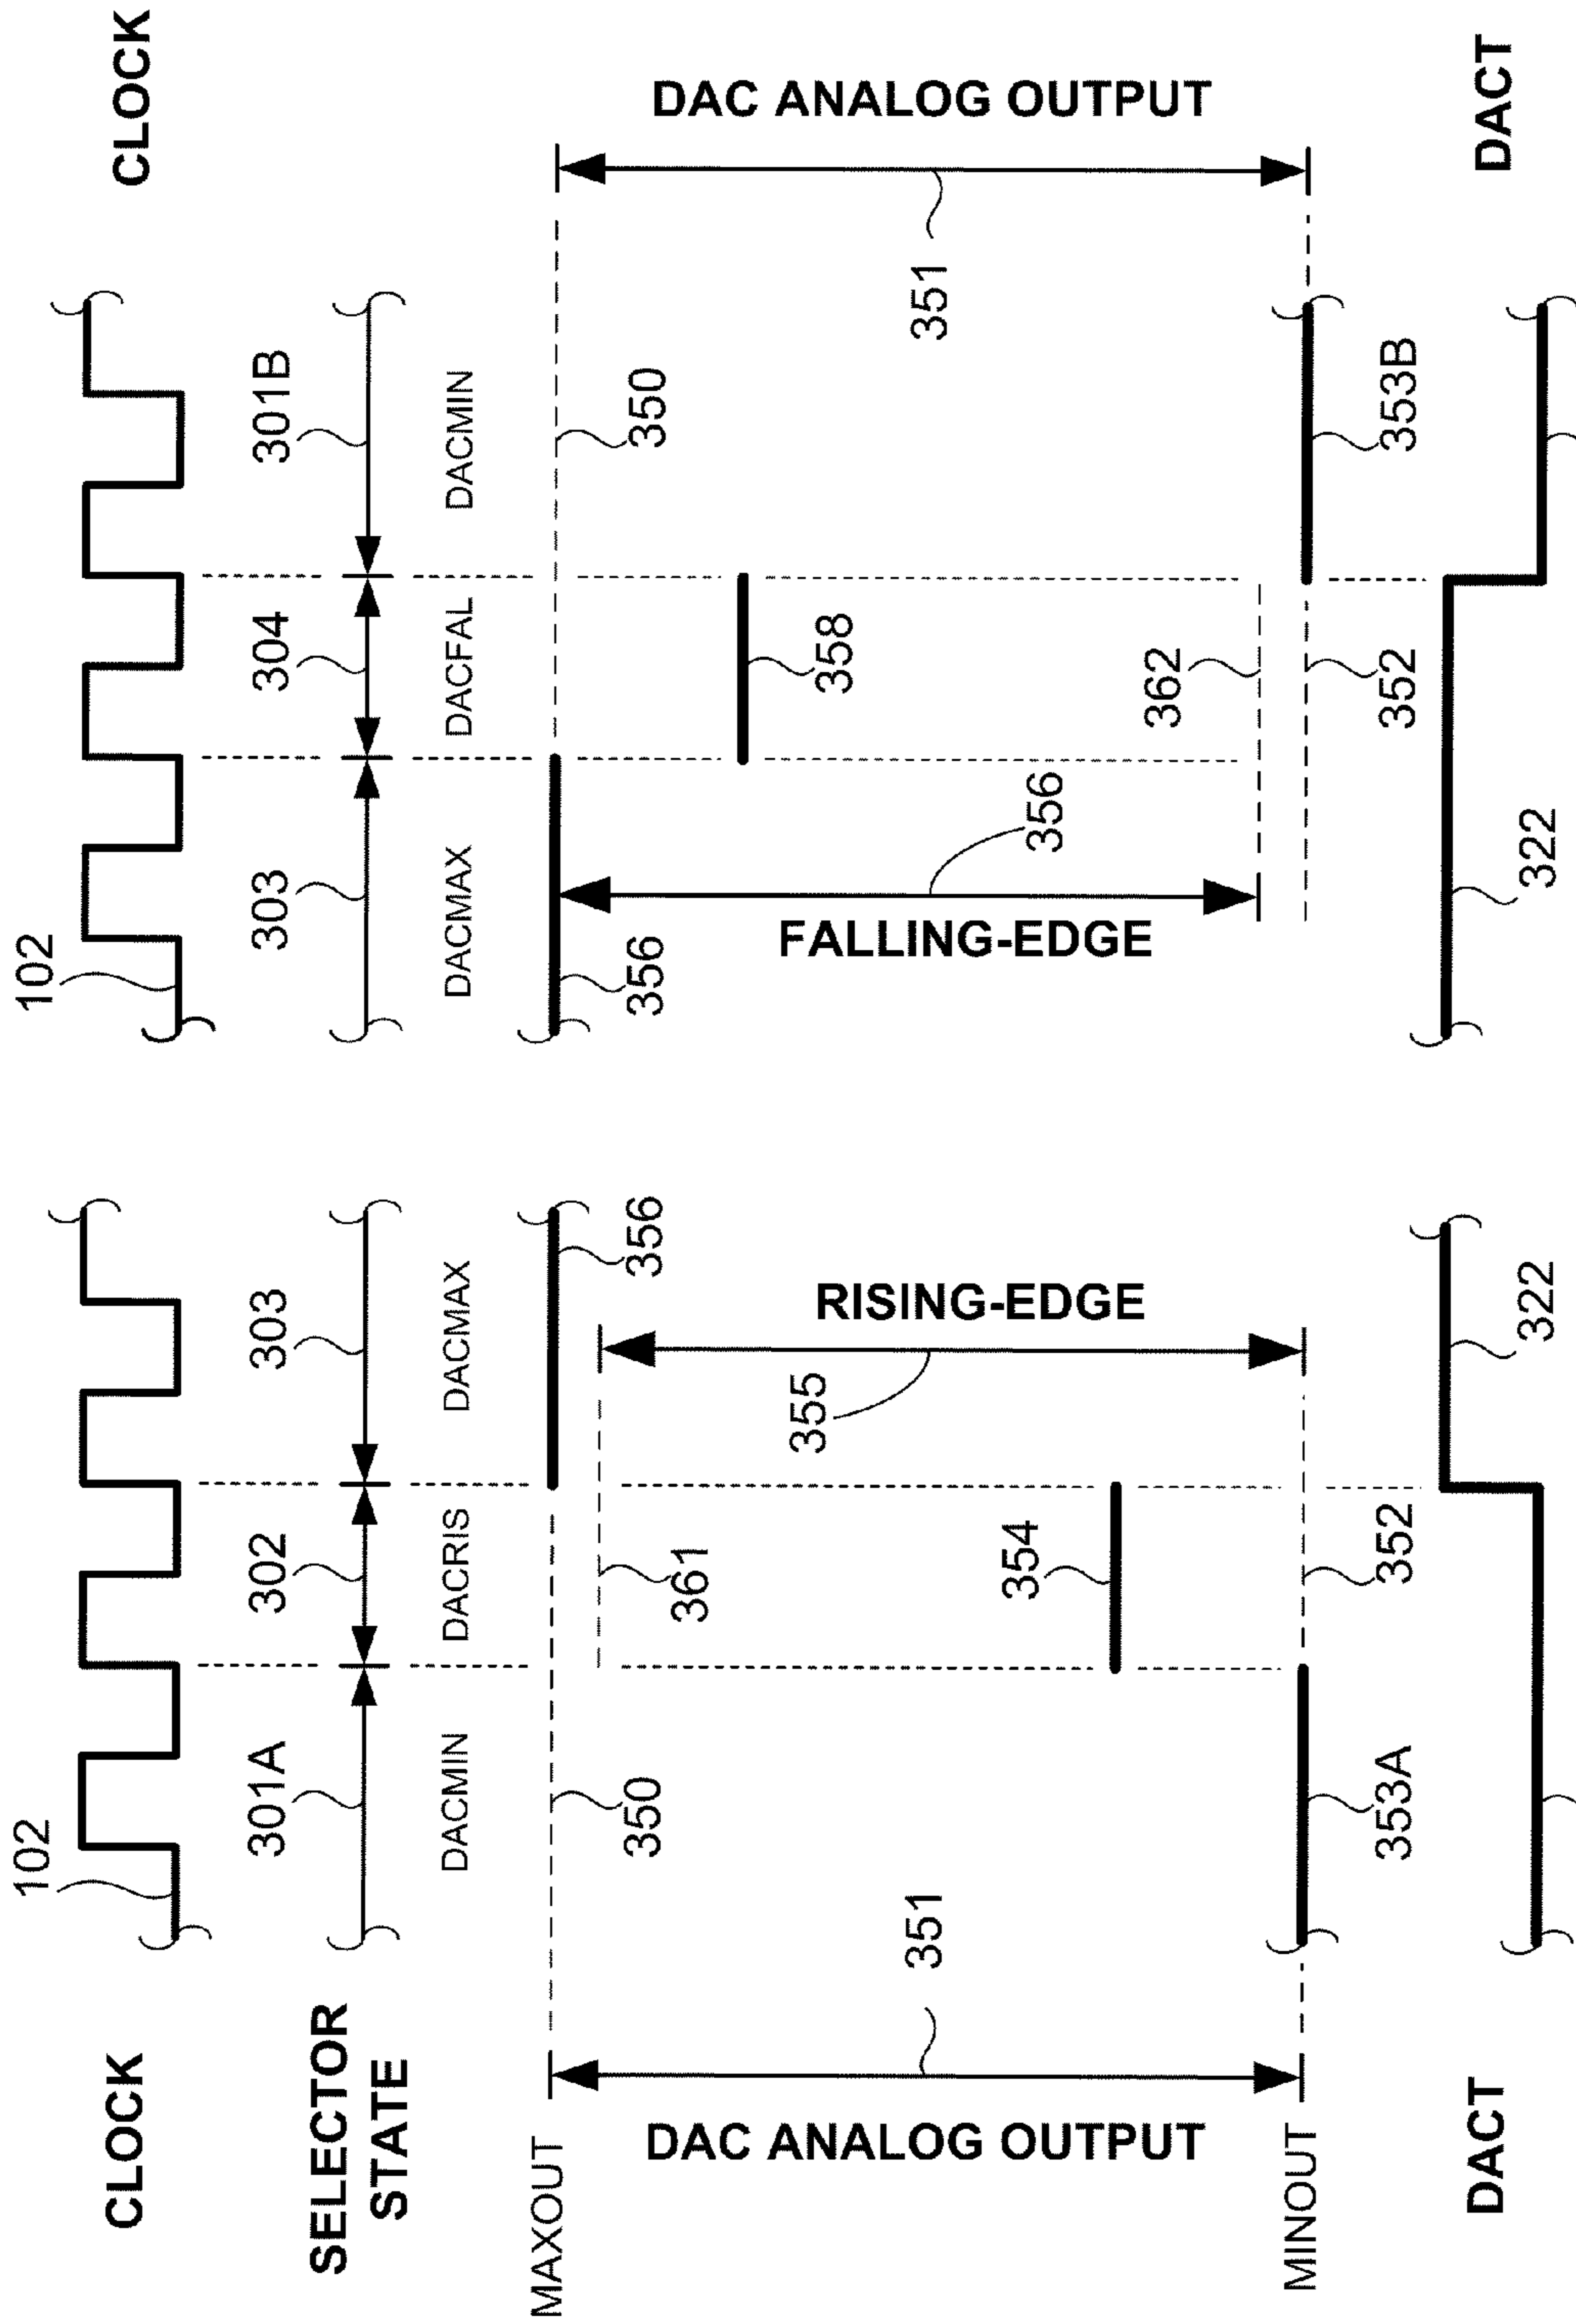 CLOCK
102
102
CLOCK
SELECTOR
STATE
301A
302
303
303
304
301B
DACMIN
DACRIS
DACMAX
DACMAX
DACFAL
DACMIN
MAXOUT
350
361
356
356
358
350
DAC ANALOG OUTPUT
351
355
RISING-EDGE
FALLING-EDGE
356
351
DAC ANALOG OUTPUT
354
362
MINOUT
353A
352
352
353B
DACT
322
322
DACT